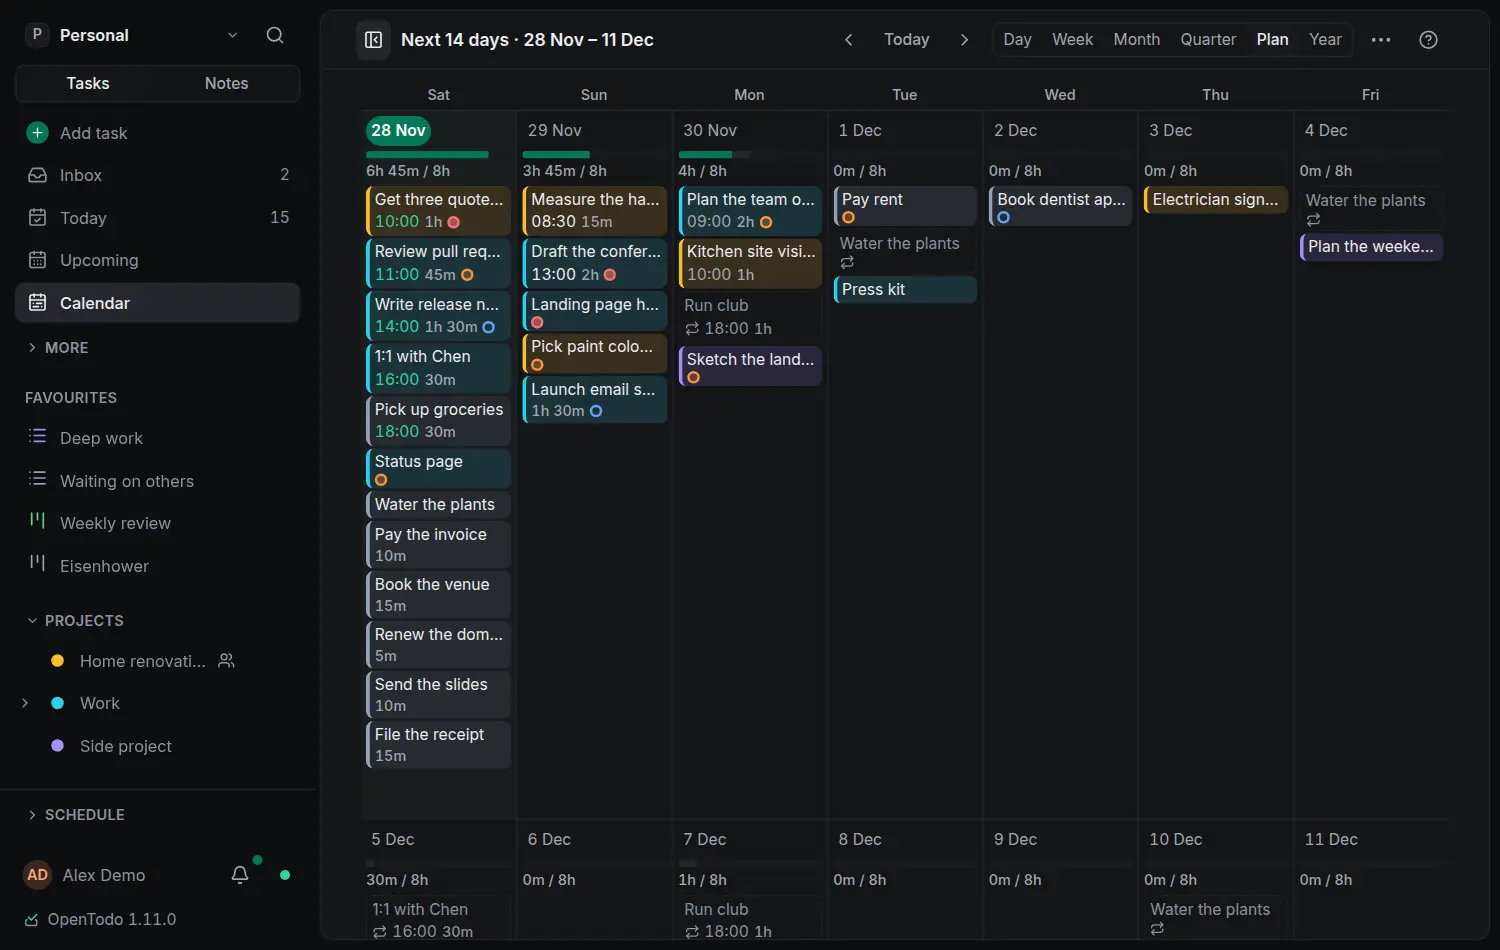 P Personal
Tasks Notes
Add task
Inbox 2
Today 15
Upcoming
Calendar
MORE
FAVOURITES
Deep work
Waiting on others
Weekly review
Eisenhower
PROJECTS
Home renovati...
Work
Side project
SCHEDULE
AD Alex Demo
OpenTodo 1.11.0
Next 14 days · 28 Nov – 11 Dec
Today
Day Week Month Quarter Plan Year
Sat Sun Mon Tue Wed Thu Fri
28 Nov
6h 45m / 8h
Get three quote...
10:00 1h
Review pull req...
11:00 45m
Write release n...
14:00 1h 30m
1:1 with Chen
16:00 30m
Pick up groceries
18:00 30m
Status page
Water the plants
Pay the invoice
10m
Book the venue
15m
Renew the dom...
5m
Send the slides
10m
File the receipt
15m
29 Nov
3h 45m / 8h
Measure the ha...
08:30 15m
Draft the confer...
13:00 2h
Landing page h...
Pick paint colo...
Launch email s...
1h 30m
30 Nov
4h / 8h
Plan the team o...
09:00 2h
Kitchen site visi...
10:00 1h
Run club
18:00 1h
Sketch the land...
1 Dec
0m / 8h
Pay rent
Water the plants
Press kit
2 Dec
0m / 8h
Book dentist ap...
3 Dec
0m / 8h
Electrician sign...
4 Dec
0m / 8h
Water the plants
Plan the weeke...
5 Dec
30m / 8h
1:1 with Chen
16:00 30m
6 Dec
0m / 8h
7 Dec
1h / 8h
Run club
18:00 1h
8 Dec
0m / 8h
9 Dec
0m / 8h
10 Dec
0m / 8h
Water the plants
11 Dec
0m / 8h